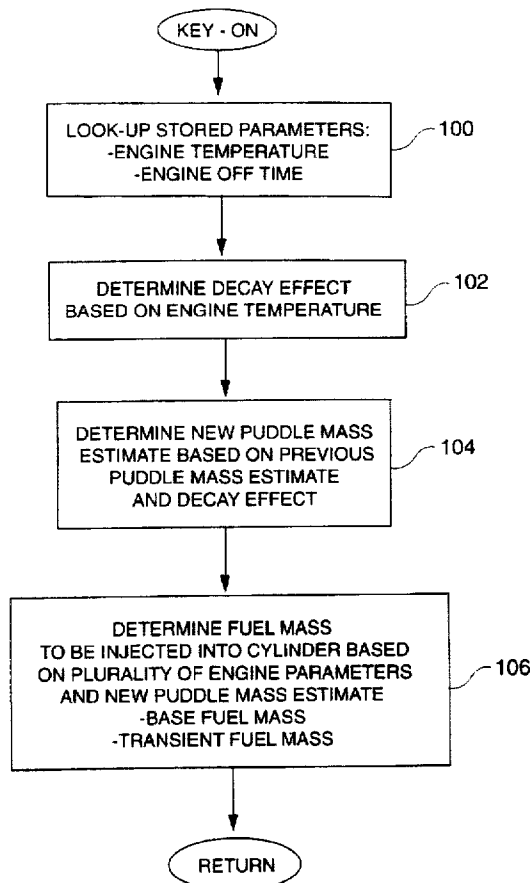 KEY - ON
LOOK-UP STORED PARAMETERS:
-ENGINE TEMPERATURE
-ENGINE OFF TIME
100
DETERMINE DECAY EFFECT
BASED ON ENGINE TEMPERATURE
102
DETERMINE NEW PUDDLE MASS
ESTIMATE BASED ON PREVIOUS
PUDDLE MASS ESTIMATE
AND DECAY EFFECT
104
DETERMINE FUEL MASS
TO BE INJECTED INTO CYLINDER BASED
ON PLURALITY OF ENGINE PARAMETERS
AND NEW PUDDLE MASS ESTIMATE
-BASE FUEL MASS
-TRANSIENT FUEL MASS
106
RETURN